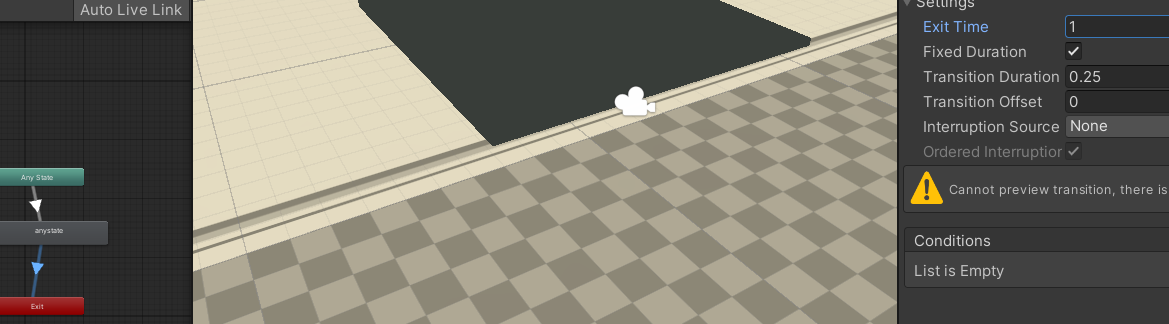 Auto Live Link
Any State
anystate
Exit
Settings
Exit Time 1
Fixed Duration
Transition Duration 0.25
Transition Offset 0
Interruption Source None
Ordered Interruption
Cannot preview transition, there is
Conditions
List is Empty